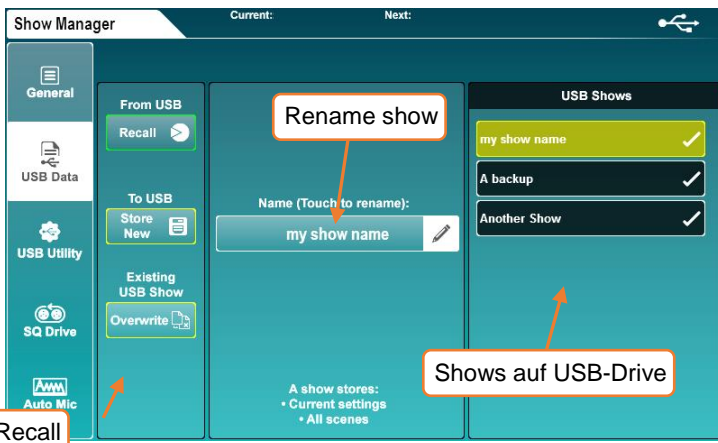 Show Manager
Current:
Next:
General
USB Data
USB Utility
SQ Drive
Auto Mic
From USB
Recall
To USB
Store
New
Existing
USB Show
Overwrite
Recall
Rename show
Name (Touch to rename):
my show name
A show stores:
• Current settings
• All scenes
USB Shows
my show name
A backup
Another Show
Shows auf USB-Drive